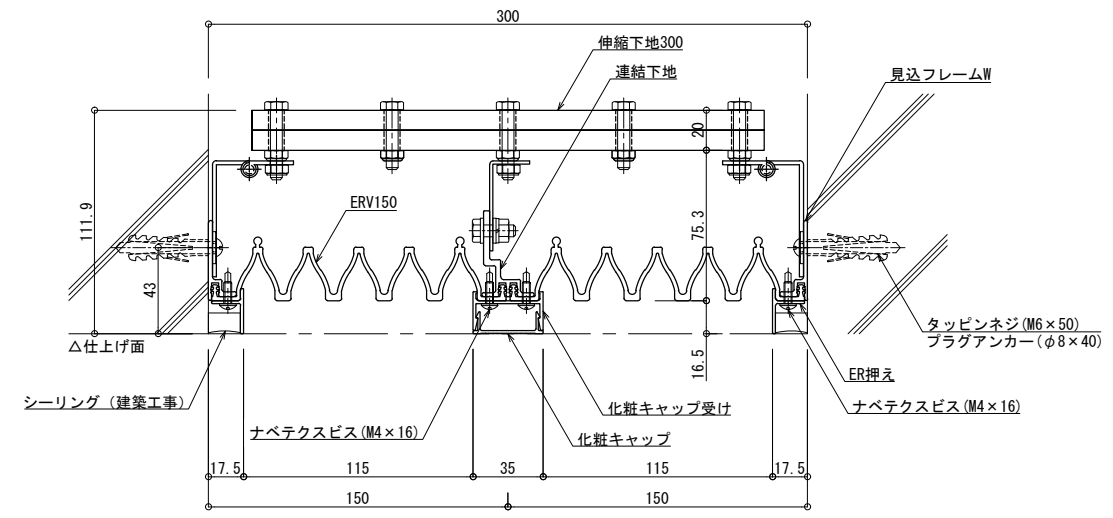 300
伸縮下地300
連結下地
見込フレームW
20
111.9
ERV150
75.3
43
△仕上げ面
16.5
タッピンネジ(M6×50)
プラグアンカー(φ8×40)
ER押え
シーリング（建築工事）
化粧キャップ受け
ナベテクスビス(M4×16)
ナベテクスビス(M4×16)
化粧キャップ
17.5
115
35
115
17.5
150
150